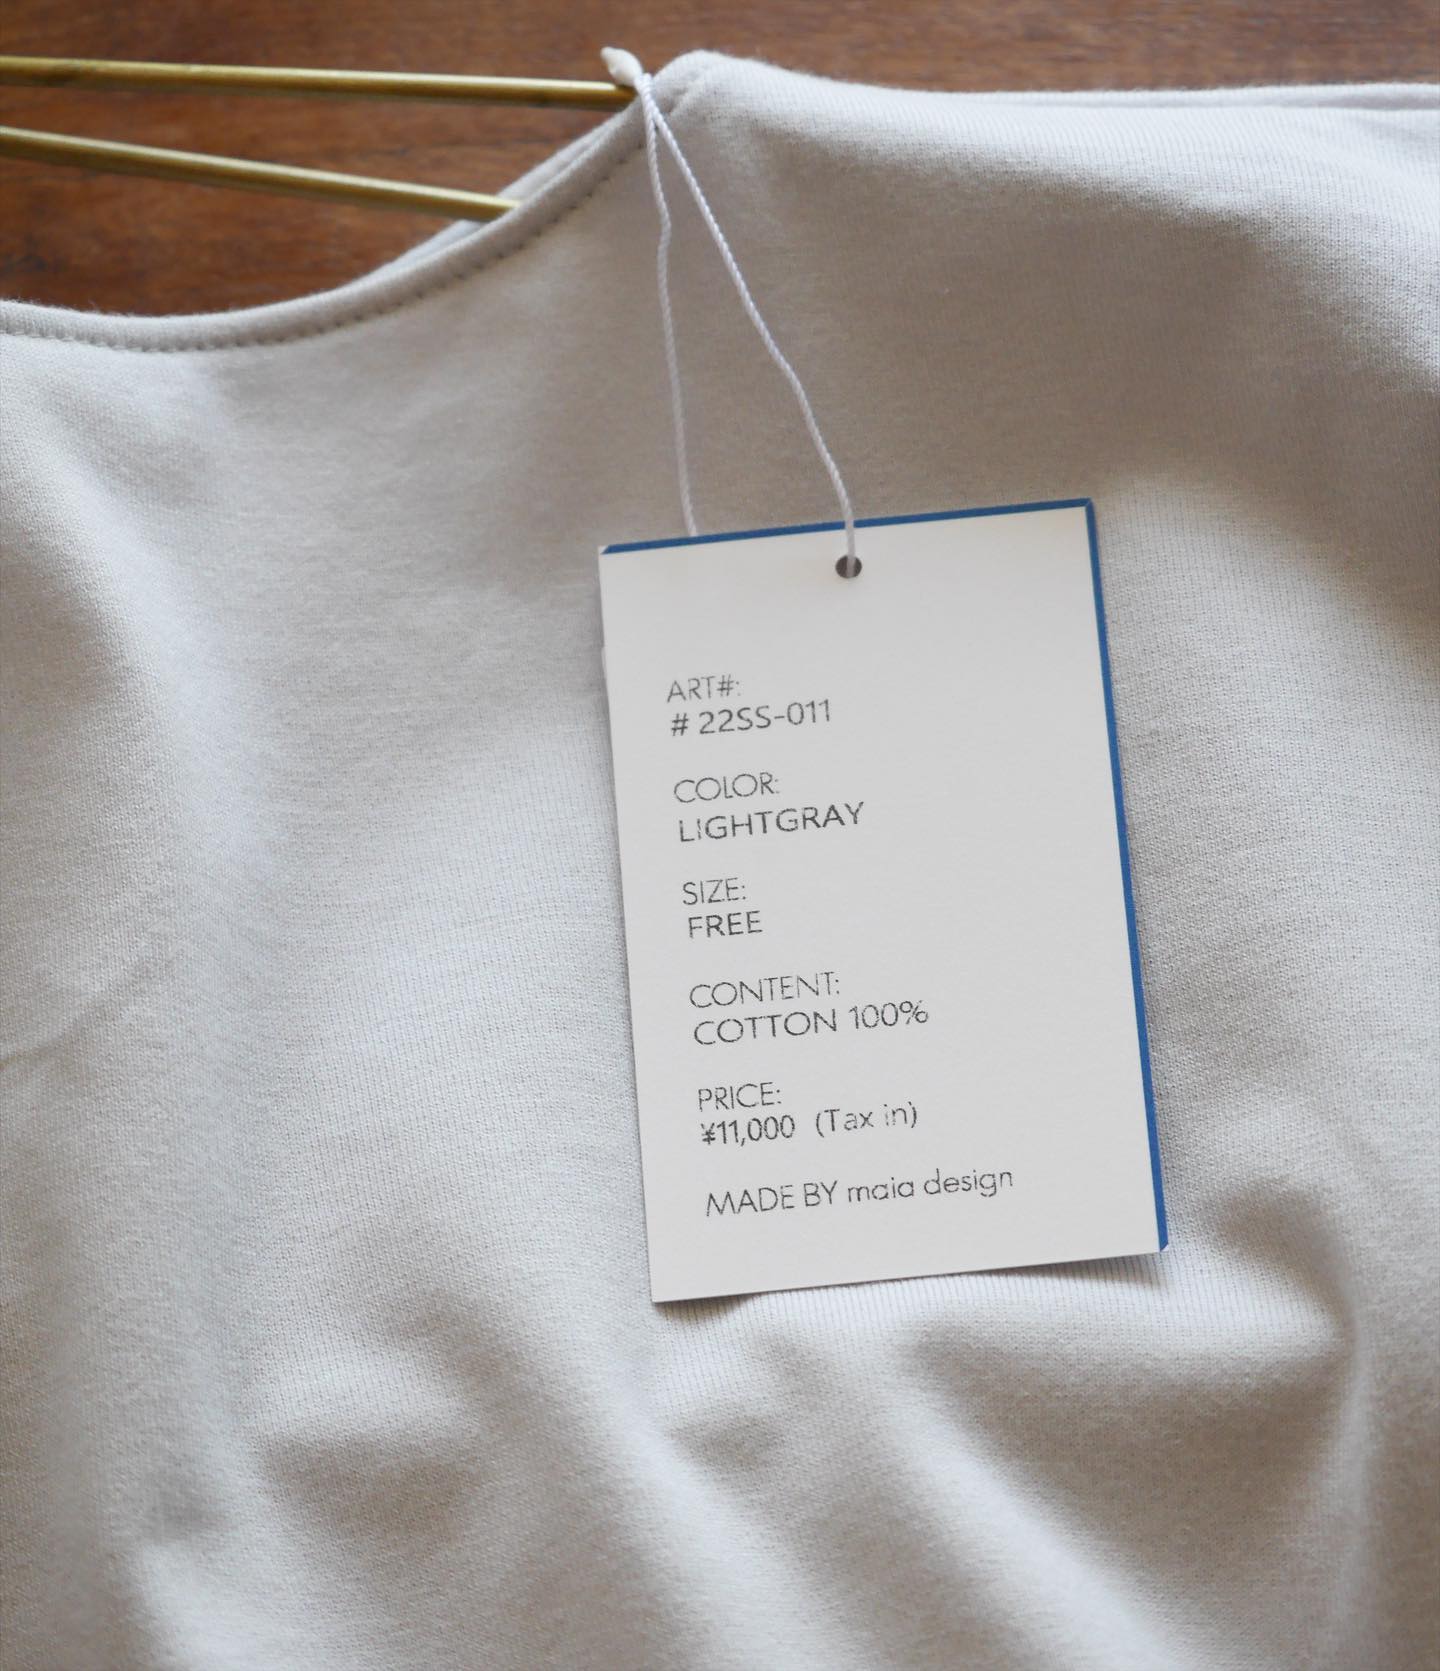 ART#:
# 22SS-011
COLOR:
LIGHTGRAY
SIZE:
FREE
CONTENT:
COTTON 100%
PRICE:
¥11,000 (Tax in)
MADE BY maia design